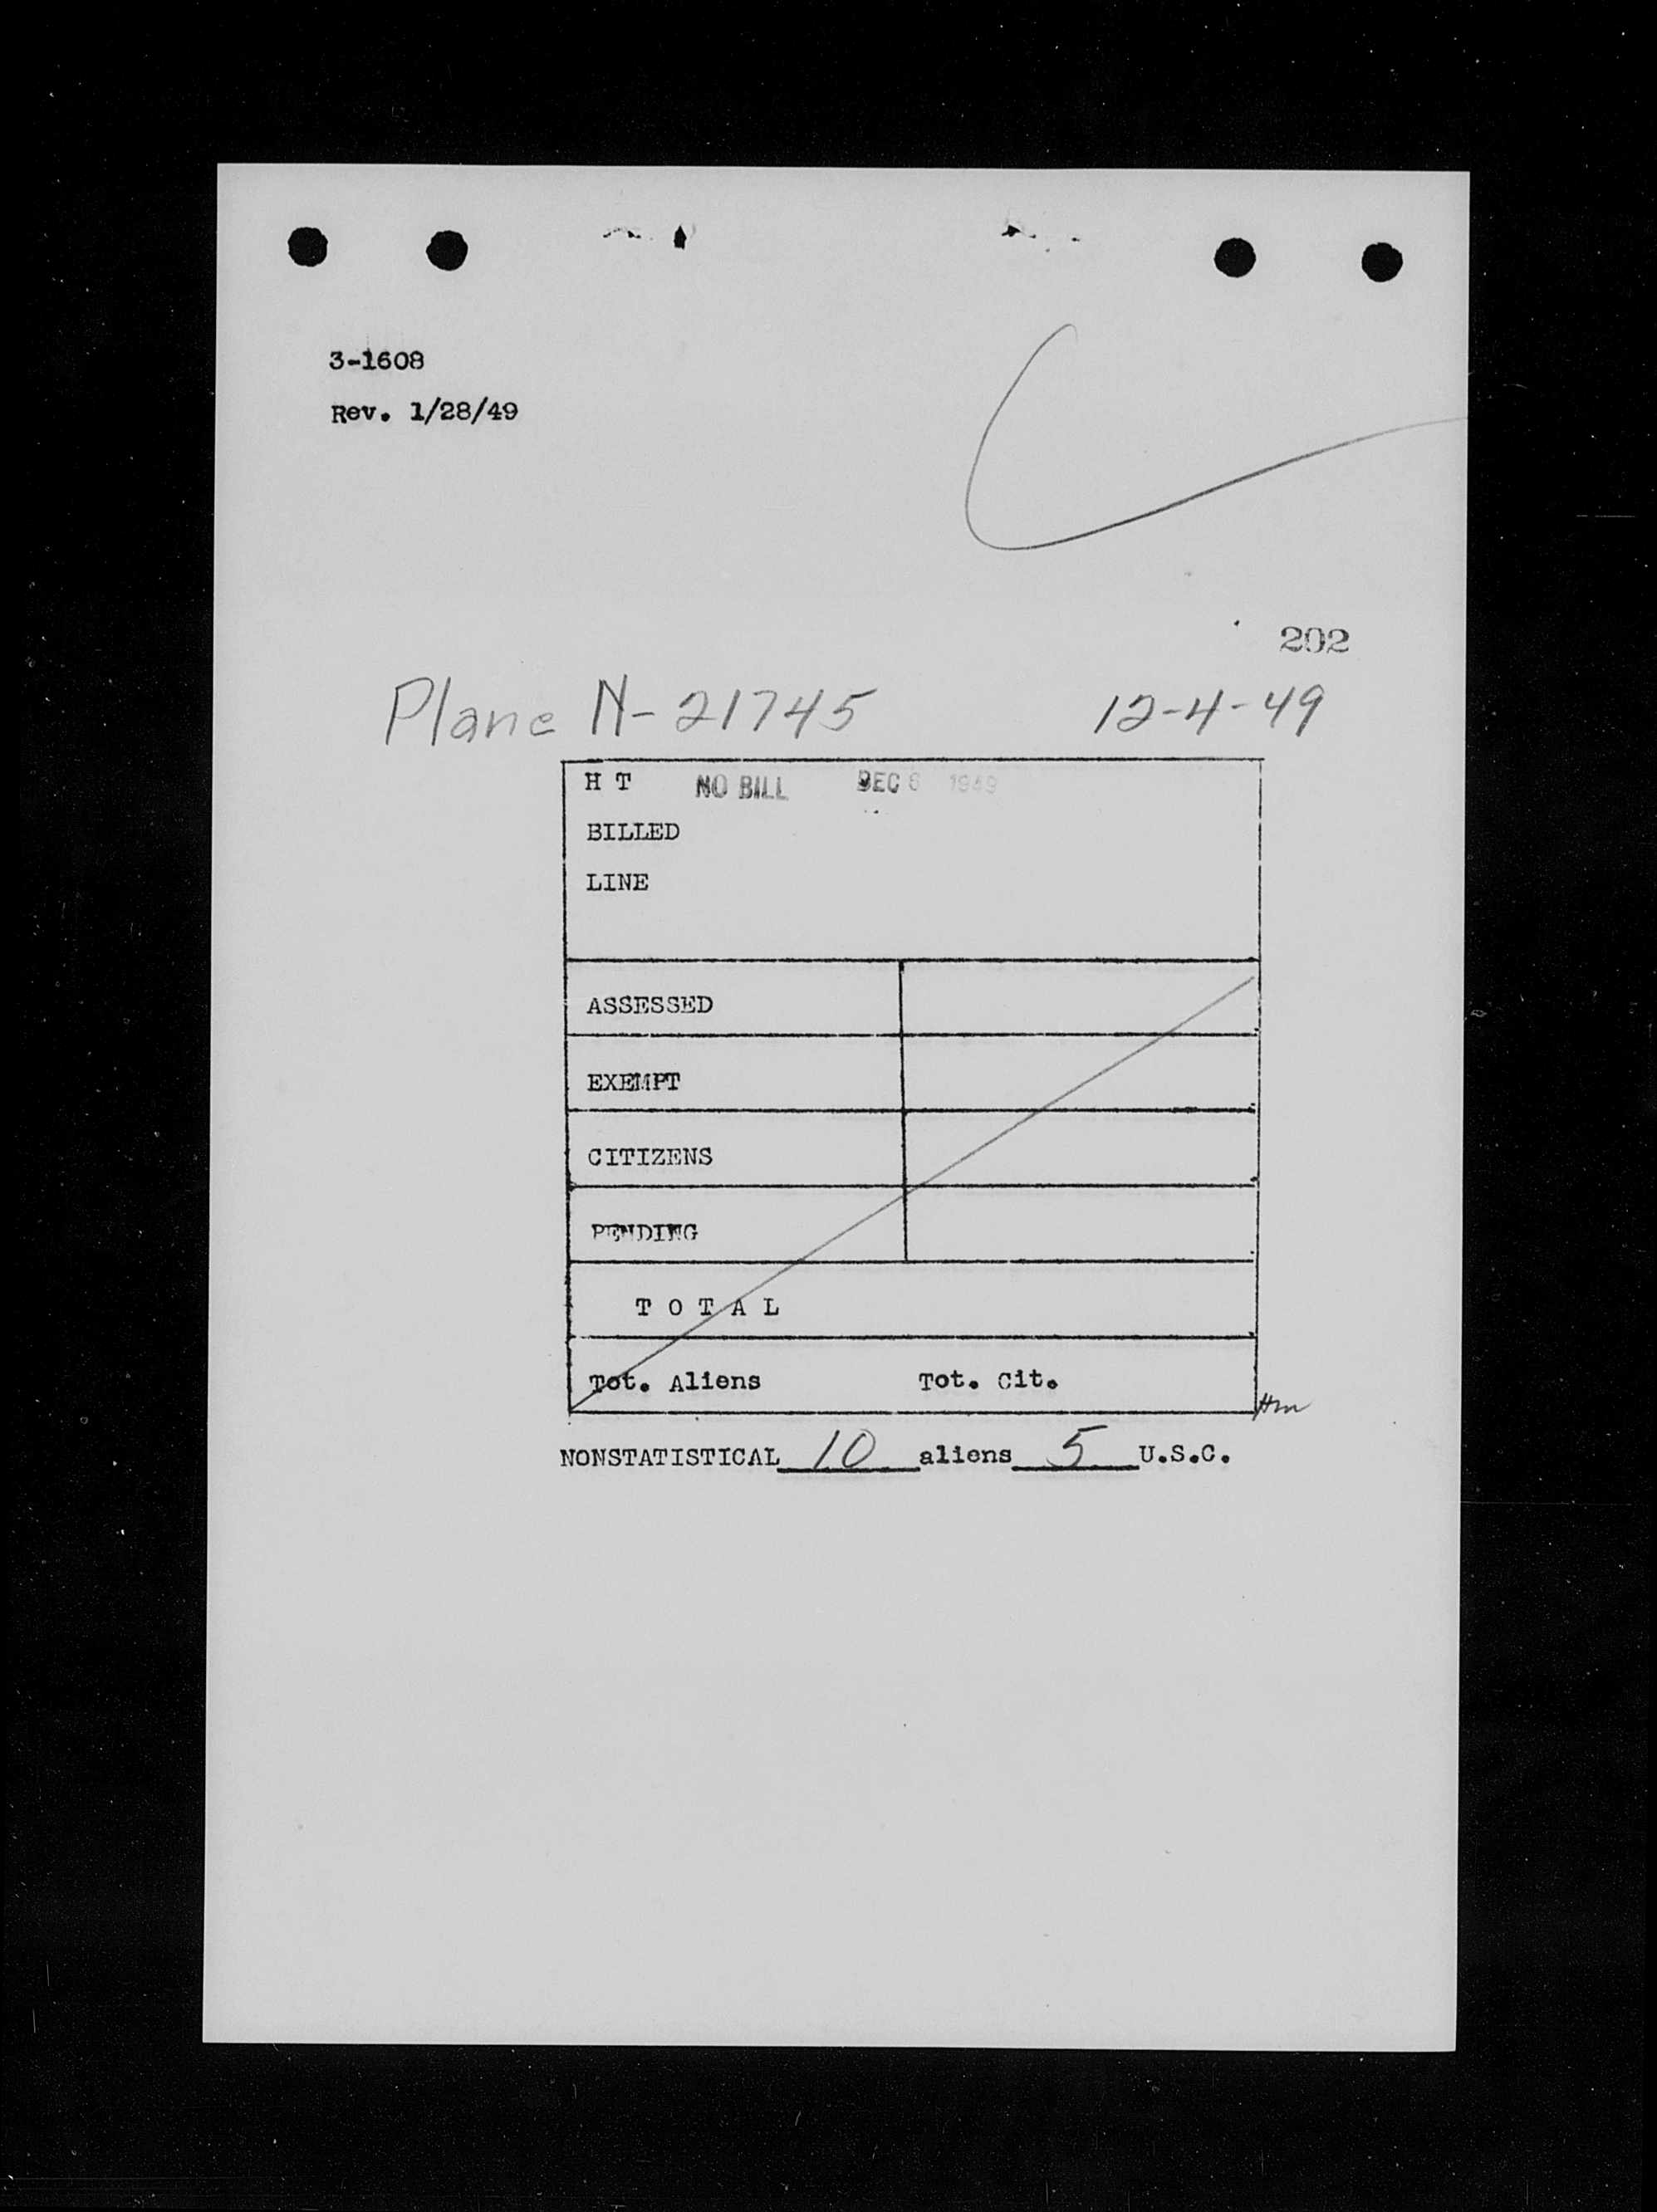 3-1608
Rev. 1/28/49
202
Plane N-21745 12-4-49
H T NO BILL DEC 6 1949
BILLED
LINE
ASSESSED
EXEMPT
CITIZENS
PENDING
T O T A L
Tot. Aliens Tot. Cit.
NONSTATISTICAL 10 aliens 5 U.S.C.